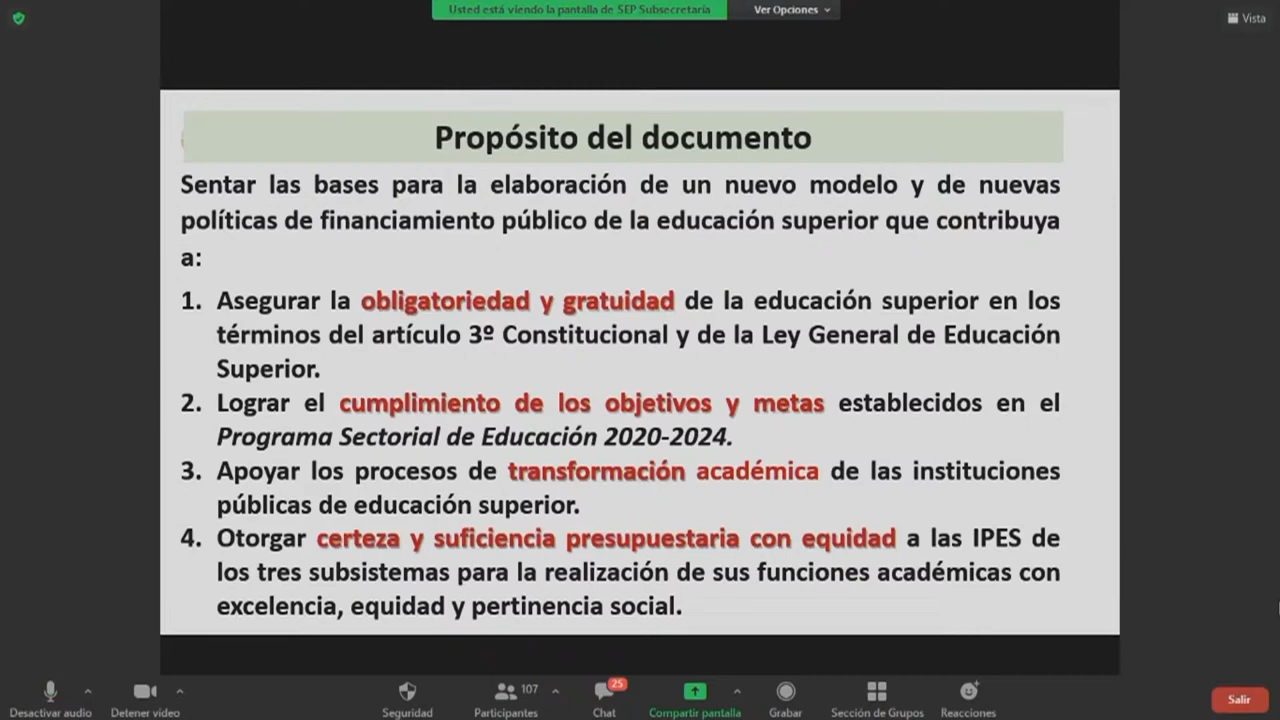 Usted está viendo la pantalla de SEP Subsecretaría
Ver Opciones
Vista
Propósito del documento
Sentar las bases para la elaboración de un nuevo modelo y de nuevas
políticas de financiamiento público de la educación superior que contribuya
a:
1. Asegurar la obligatoriedad y gratuidad de la educación superior en los
términos del artículo 3º Constitucional y de la Ley General de Educación
Superior.
2. Lograr el cumplimiento de los objetivos y metas establecidos en el
Programa Sectorial de Educación 2020-2024.
3. Apoyar los procesos de transformación académica de las instituciones
públicas de educación superior.
4. Otorgar certeza y suficiencia presupuestaria con equidad a las IPES de
los tres subsistemas para la realización de sus funciones académicas con
excelencia, equidad y pertinencia social.
107
25
Desactivar audio
Detener video
Seguridad
Participantes
Chat
Compartir pantalla
Grabar
Sección de Grupos
Reacciones
Salir